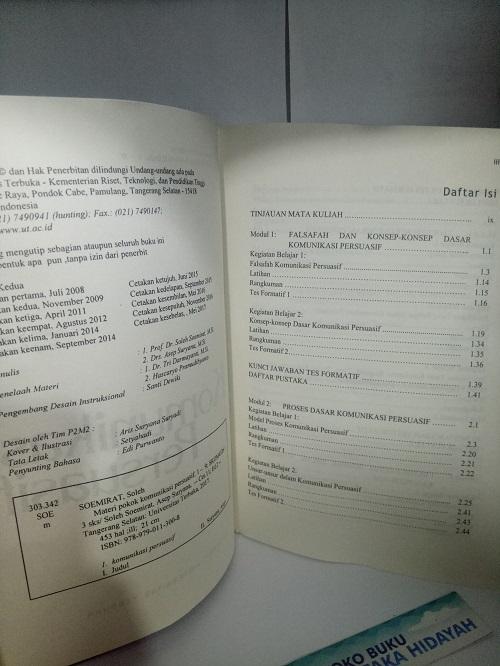 © dan Hak Penerbitan dilindungi Undang-undang ada pada
Terbuka - Kementerian Riset, Teknologi, dan Pendidikan Tinggi
Raya, Pondok Cabe, Pamulang, Tangerang Selatan - 15418
ndonesia
21) 7490941 (hunting); Fax.: (021) 7490147;
www.ut.ac.id
g mengutip sebagian ataupun seluruh buku ini
entuk apa pun, tanpa izin dari penerbit
Kedua
an pertama, Juli 2008
an kedua, November 2009
an ketiga, April 2011
an keempat, Agustus 2012
an kelima, Januari 2014
akan keenam, September 2014
Cetakan ketujuh, Juni 2015
Cetakan kedelapan, September 2015
Cetakan kesembilan, Mei 2016
Cetakan kesepuluh, November 2016
Cetakan kesebelas, Mei 2017
nulis : 1. Prof. Dr. Soleh Soemirat, M.S.
2. Drs. Asep Suryana, M.S.
enelaah Materi : 1. Dr. Tri Darmayanti, M.S.
2. Huscaryo Pramudibyanto
Pengembang Desain Instruksional : Santi Dewiki
Desain oleh Tim P2M2 :
Kover & Ilustrasi : Aris Suryana Suryadi
Tata Letak : Setyahadi
Penyunting Bahasa : Edi Purwanto
303.342
SOE
m
SOEMIRAT, Soleh
Materi pokok komunikasi persuasif
3 sks/ Soleh Soemirat, Asep Suryana.
Tangerang Selatan: Universitas Terbuka, 2017
453 hal; ill; 21 cm
ISBN: 978-979-011-300-8
1. komunikasi persuasif
I. Judul
iii
Daftar Isi
TINJAUAN MATA KULIAH ix
Modul 1: FALSAFAH DAN KONSEP-KONSEP DASAR
KOMUNIKASI PERSUASIF 1.1
Kegiatan Belajar 1:
Falsafah Komunikasi Persuasif 1.3
Latihan 1.14
Rangkuman 1.15
Tes Formatif 1 1.16
Kegiatan Belajar 2:
Konsep-konsep Dasar Komunikasi Persuasif 1.19
Latihan 1.34
Rangkuman 1.35
Tes Formatif 2 1.36
KUNCI JAWABAN TES FORMATIF 1.39
DAFTAR PUSTAKA 1.41
Modul 2: PROSES DASAR KOMUNIKASI PERSUASIF 2.1
Kegiatan Belajar 1:
Model Proses Komunikasi Persuasif 2.3
Latihan 2.20
Rangkuman 2.21
Tes Formatif 1 2.22
Kegiatan Belajar 2:
Unsur-unsur dalam Komunikasi Persuasif 2.25
Latihan 2.41
Rangkuman 2.43
Tes Formatif 2 2.44
TOKO BUKU
AKA HIDAYAH